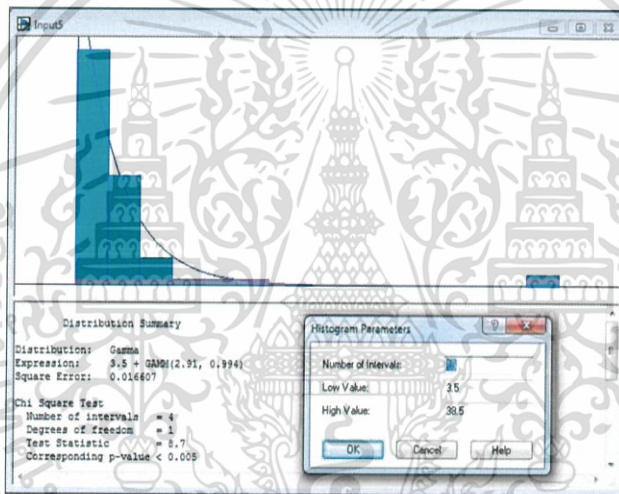 Input5
Distribution Summary
Distribution: Gamma
Expression: 3.5 + GAMM(2.91, 0.994)
Square Error: 0.016607
Chi Square Test
Number of intervals = 4
Degrees of freedom = 1
Test Statistic = 8.7
Corresponding p-value < 0.005
Histogram Parameters
Number of Intervals:
Low Value: 3.5
High Value: 38.5
OK Cancel Help